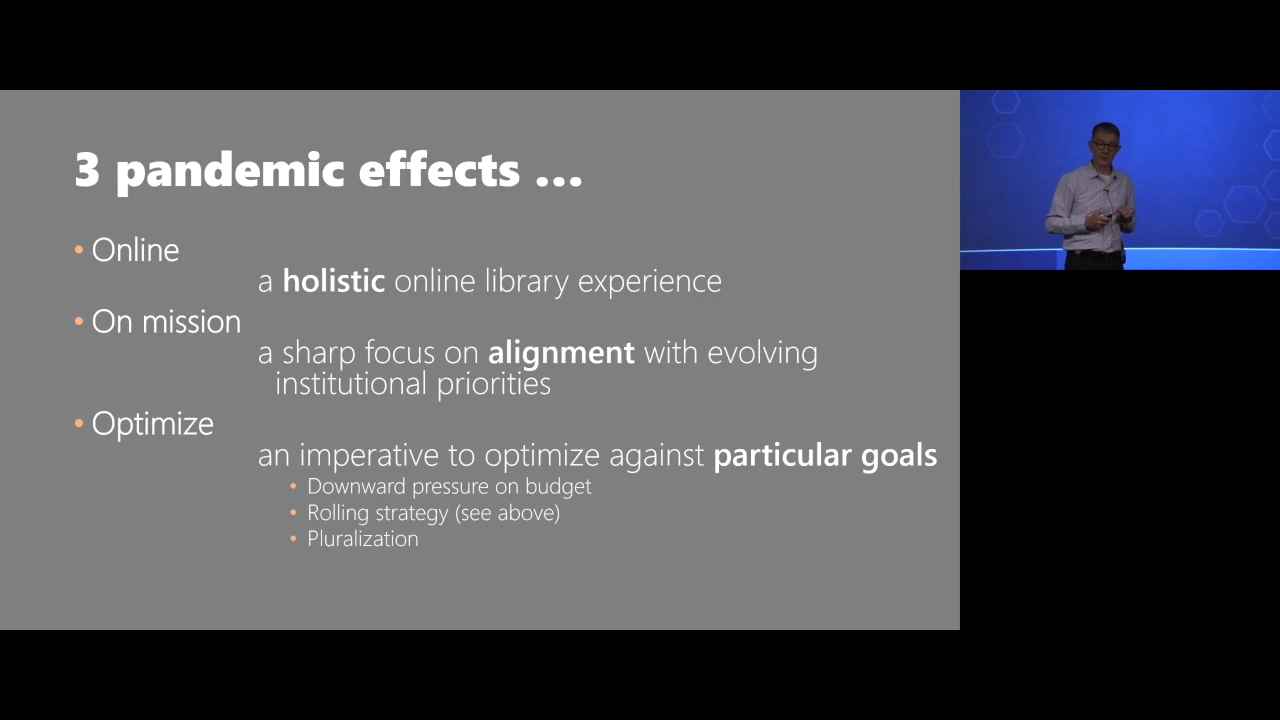 3 pandemic effects ...
• Online
a holistic online library experience
• On mission
a sharp focus on alignment with evolving
institutional priorities
• Optimize
an imperative to optimize against particular goals
• Downward pressure on budget
• Rolling strategy (see above)
• Pluralization